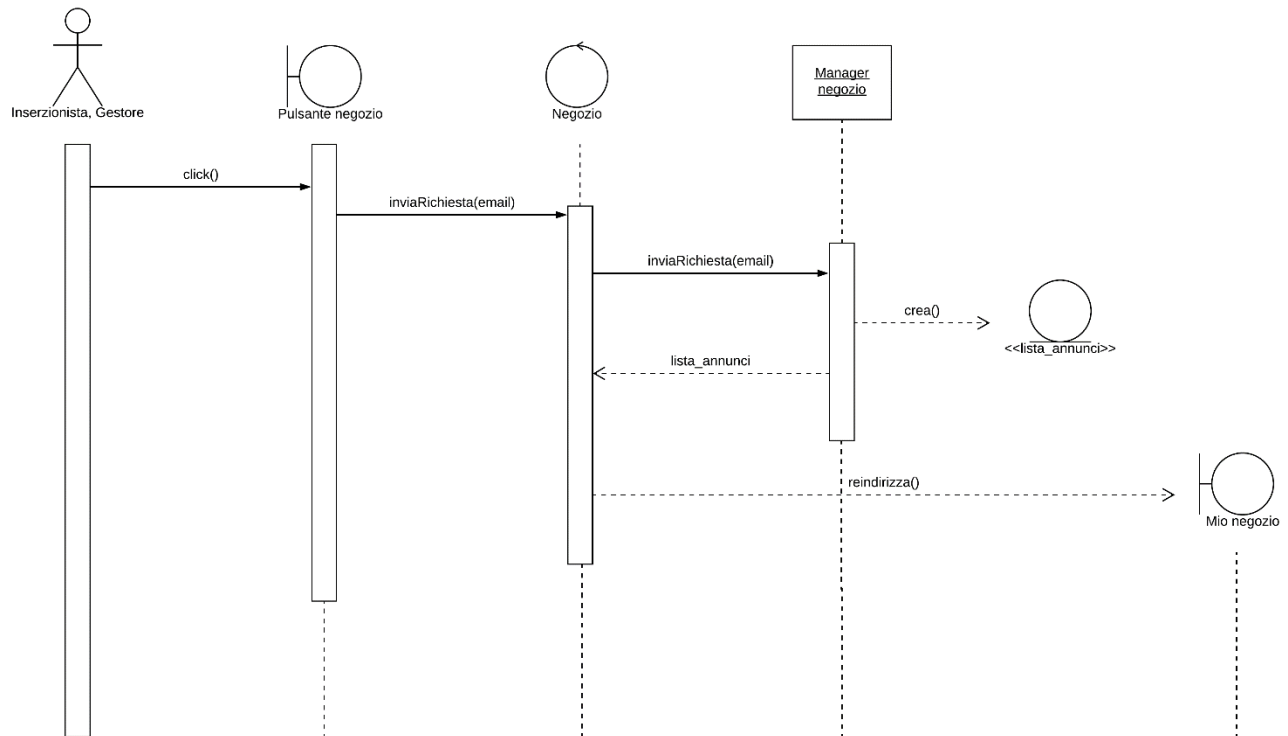 Manager
negozio
Inserzionista, Gestore
Pulsante negozio
Negozio
click()
inviaRichiesta(email)
inviaRichiesta(email)
crea()
<<lista_annunci>>
lista_annunci
reindirizza()
Mio negozio